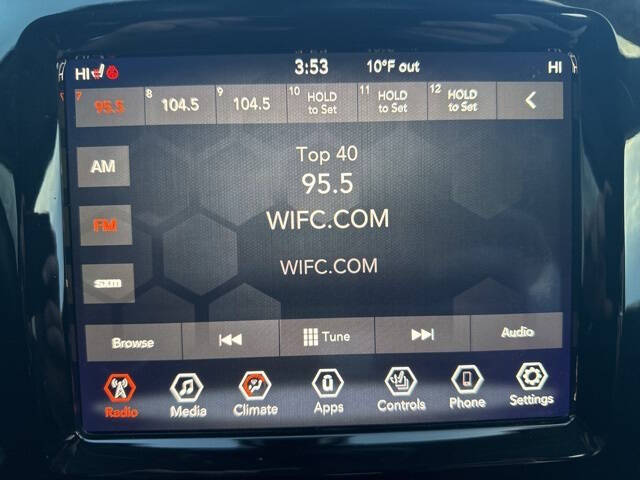 HI 3:53 10°F out HI
7 95.5 8 104.5 9 104.5 10 HOLD to Set 11 HOLD to Set 12 HOLD to Set
AM
Top 40
95.5
FM
WIFC.COM
WIFC.COM
sxm
Browse Tune Audio
Radio Media Climate Apps Controls Phone Settings